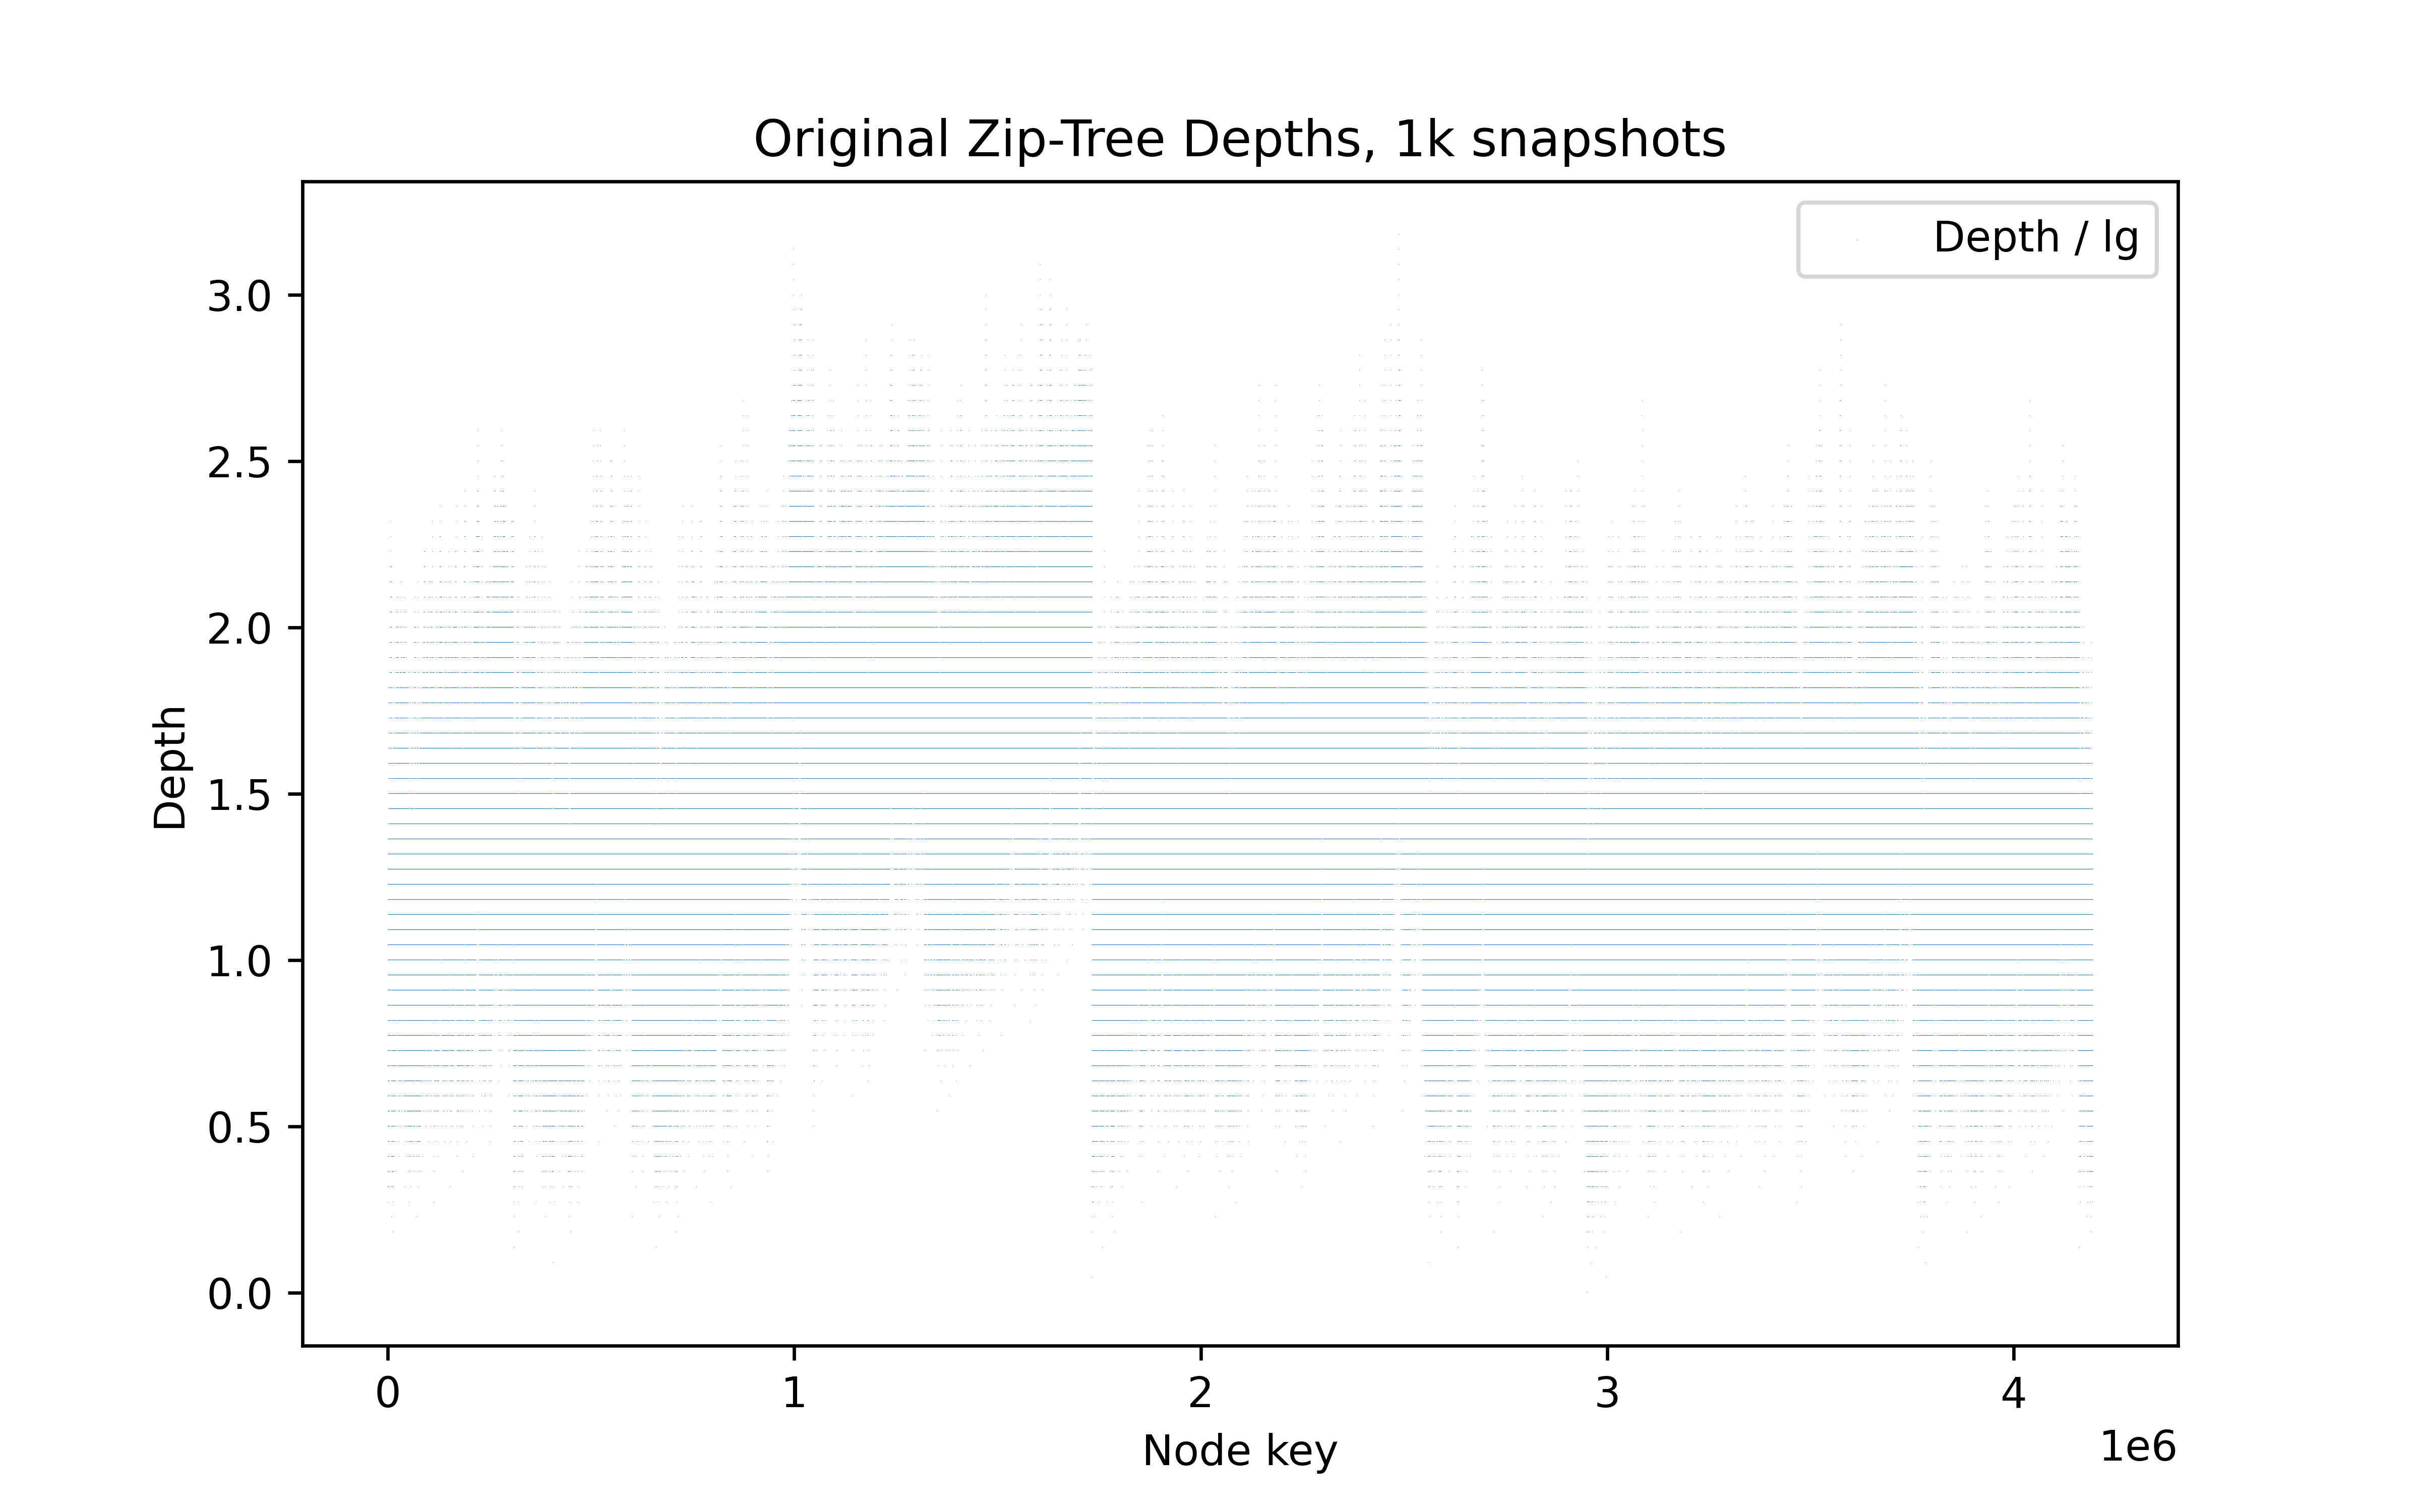 Original Zip-Tree Depths, 1k snapshots
Depth / lg
3.0
2.5
2.0
1.5
1.0
0.5
0.0
Depth
0 1 2 3 4
1e6
Node key